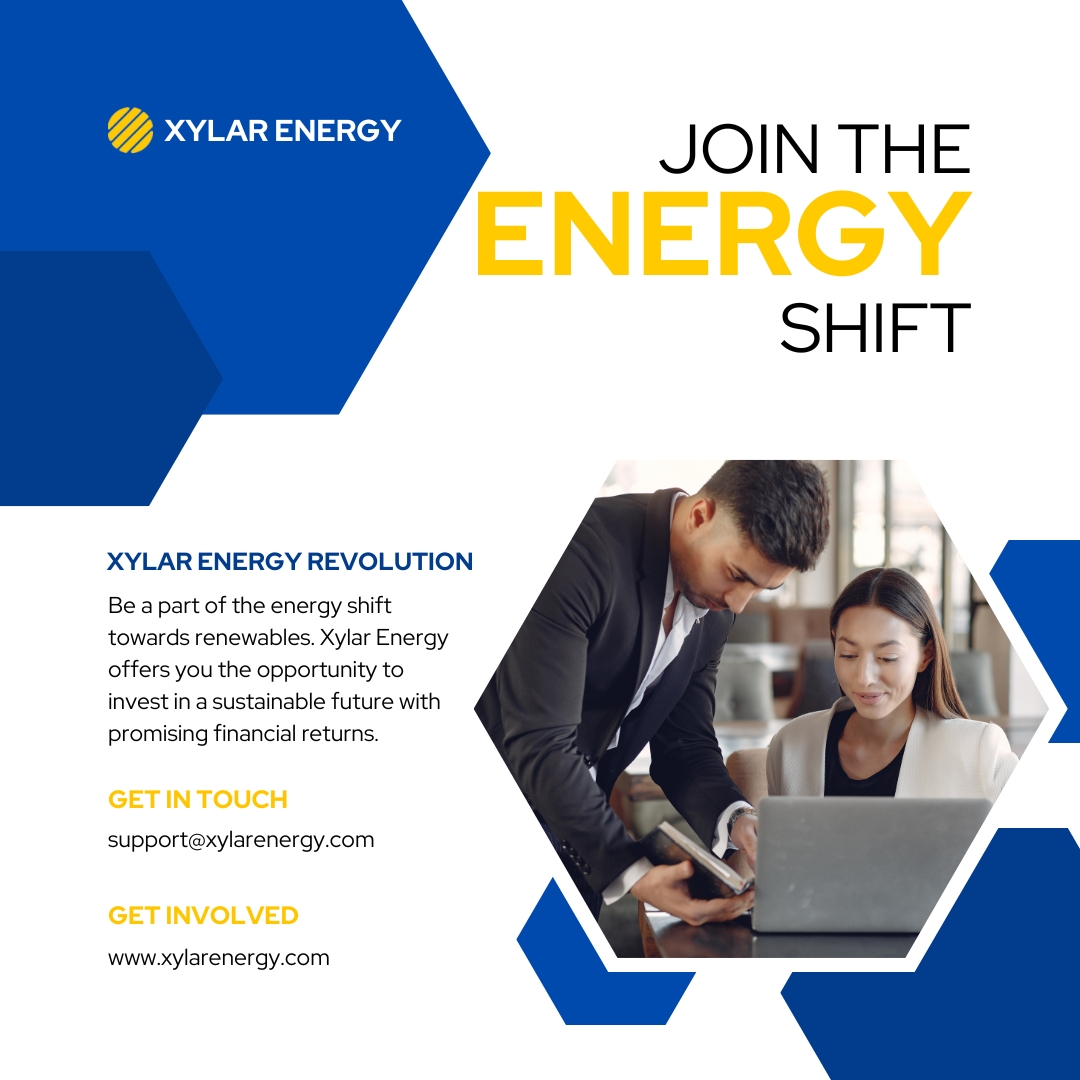 XYLAR ENERGY
JOIN THE
ENERGY
SHIFT
XYLAR ENERGY REVOLUTION
Be a part of the energy shift
towards renewables. Xylar Energy
offers you the opportunity to
invest in a sustainable future with
promising financial returns.
GET IN TOUCH
support@xylarenergy.com
GET INVOLVED
www.xylarenergy.com